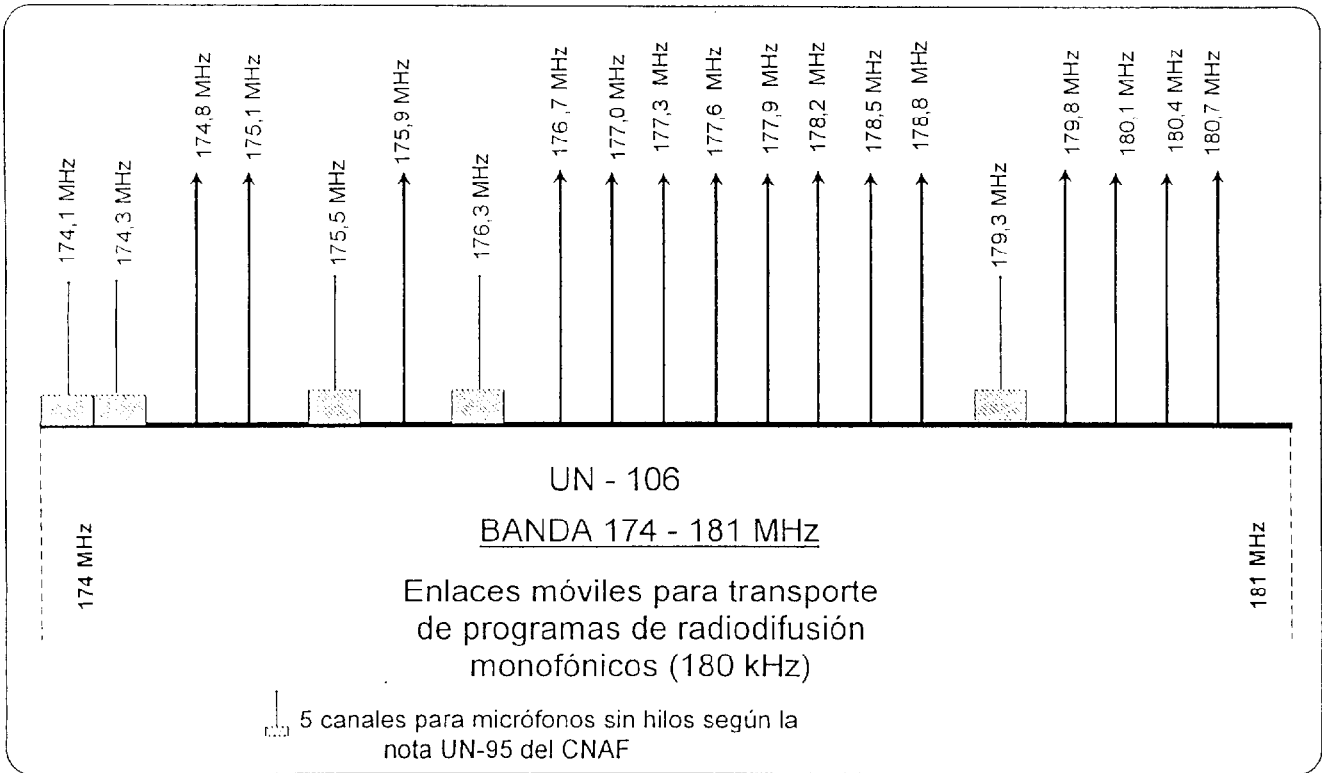 174,1 MHz
174,3 MHz
174,8 MHz
175,1 MHz
175,5 MHz
175,9 MHz
176,3 MHz
176,7 MHz
177,0 MHz
177,3 MHz
177,6 MHz
177,9 MHz
178,2 MHz
178,5 MHz
178,8 MHz
179,3 MHz
179,8 MHz
180,1 MHz
180,4 MHz
180,7 MHz
174 MHz
181 MHz
UN - 106
BANDA 174 - 181 MHz
Enlaces móviles para transporte
de programas de radiodifusión
monofónicos (180 kHz)
5 canales para micrófonos sin hilos según la
nota UN-95 del CNAF